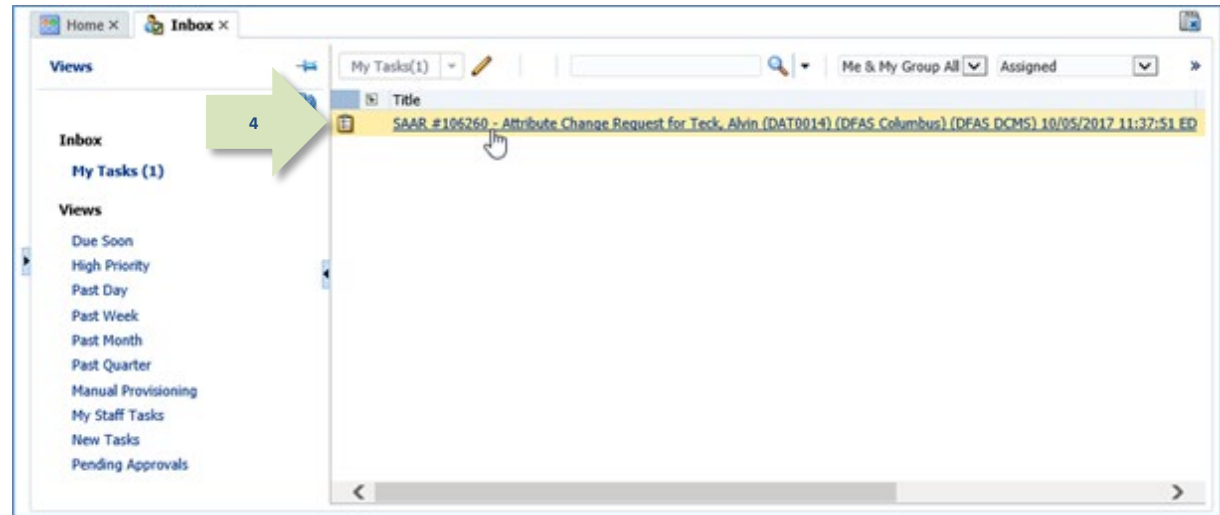 Home × Inbox ×
Views My Tasks(1) Me & My Group All Assigned »
Title
4 SAAR #106260 - Attribute Change Request for Teck, Alvin (DAT0014) (DFAS Columbus) (DFAS DCMS) 10/05/2017 11:37:51 ED
Inbox
My Tasks (1)
Views
Due Soon
High Priority
Past Day
Past Week
Past Month
Past Quarter
Manual Provisioning
My Staff Tasks
New Tasks
Pending Approvals